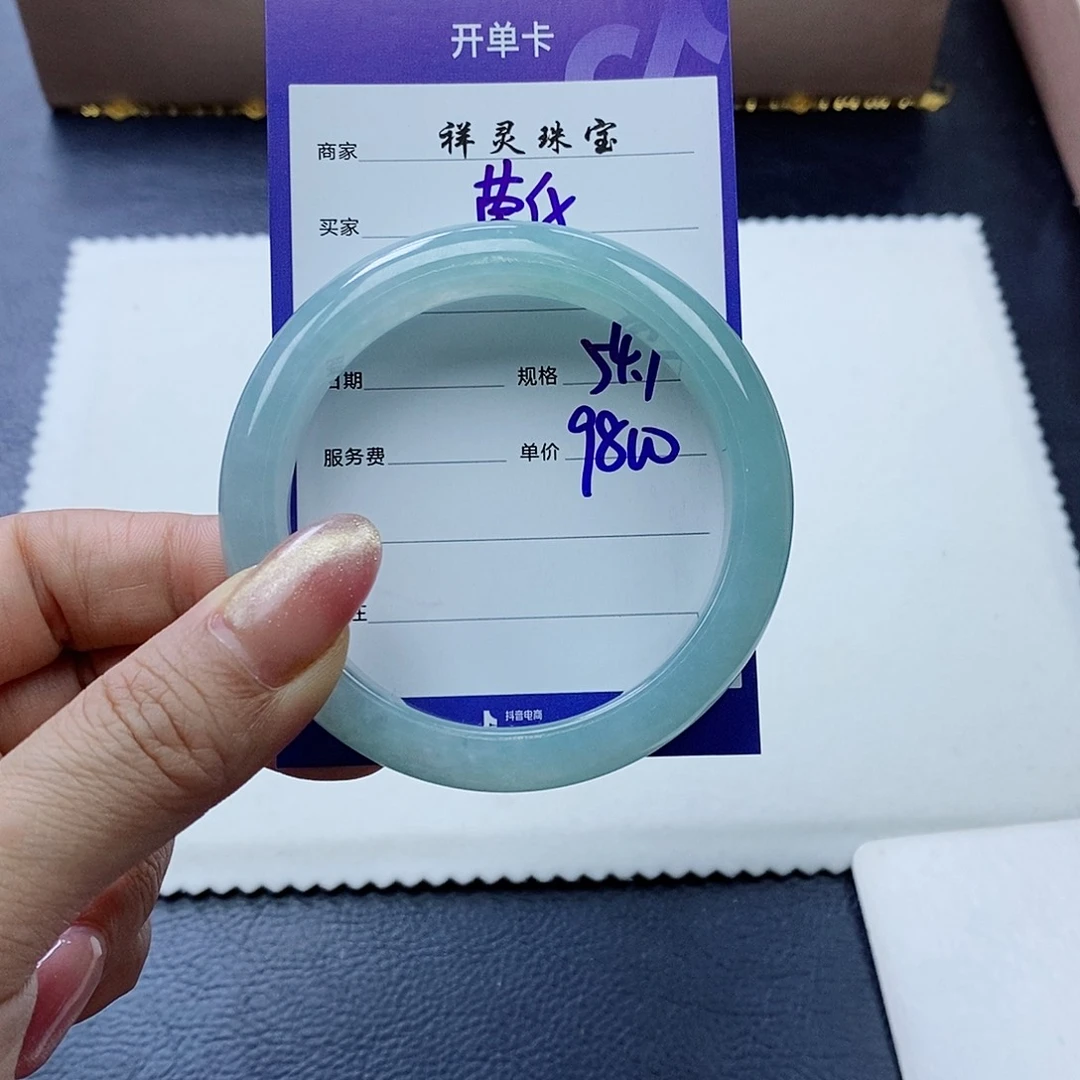 开单卡
商家 祥灵珠宝
买家
日期 规格 54.1
服务费 单价 9800
抖音电商